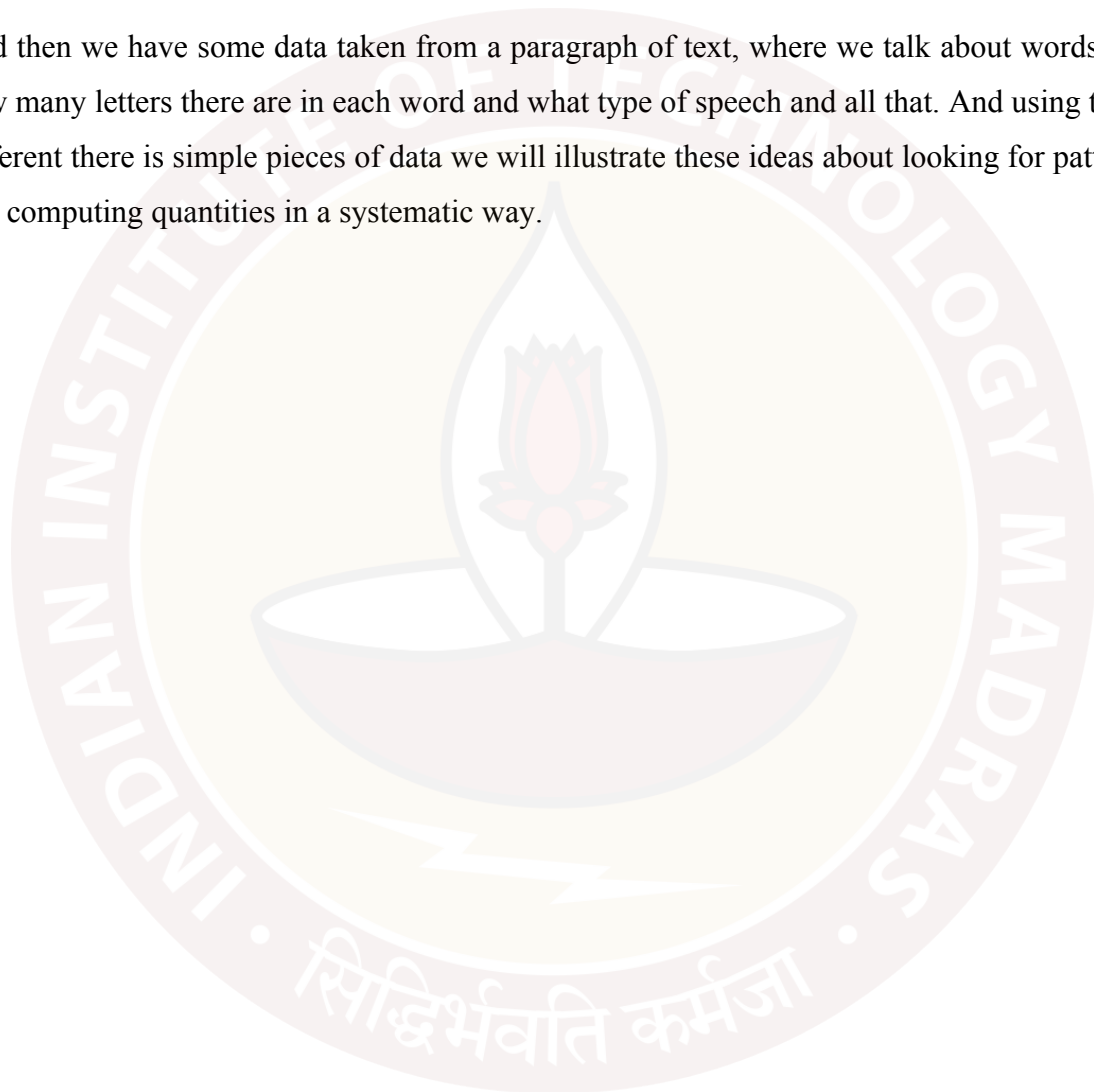 d then we have some data taken from a paragraph of text, where we talk about words
many letters there are in each word and what type of speech and all that. And using
erent there is simple pieces of data we will illustrate these ideas about looking for
computing quantities in a systematic way.
INDIAN INSTITUTE OF TECHNOLOGY MADRAS
सिद्धिर्भवति कर्मजा